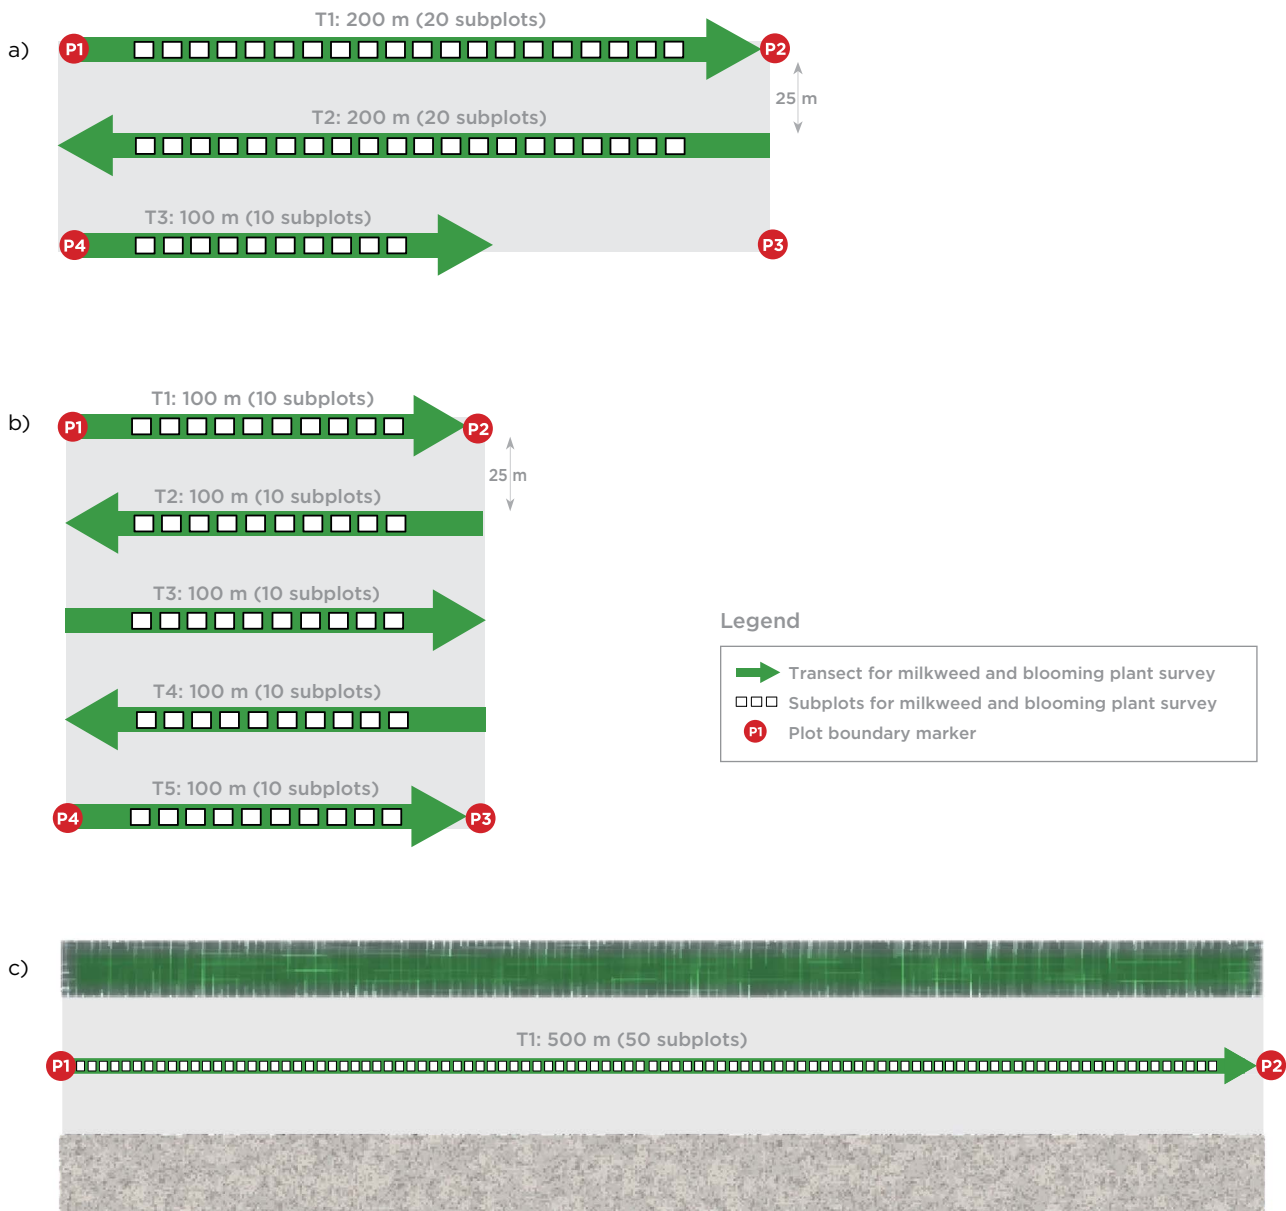 a)
T1: 200 m (20 subplots)
P1
P2
25 m
T2: 200 m (20 subplots)
T3: 100 m (10 subplots)
P4
P3
b)
T1: 100 m (10 subplots)
P1
P2
25 m
T2: 100 m (10 subplots)
T3: 100 m (10 subplots)
T4: 100 m (10 subplots)
T5: 100 m (10 subplots)
P4
P3
Legend
Transect for milkweed and blooming plant survey
Subplots for milkweed and blooming plant survey
P1 Plot boundary marker
c)
T1: 500 m (50 subplots)
P1
P2